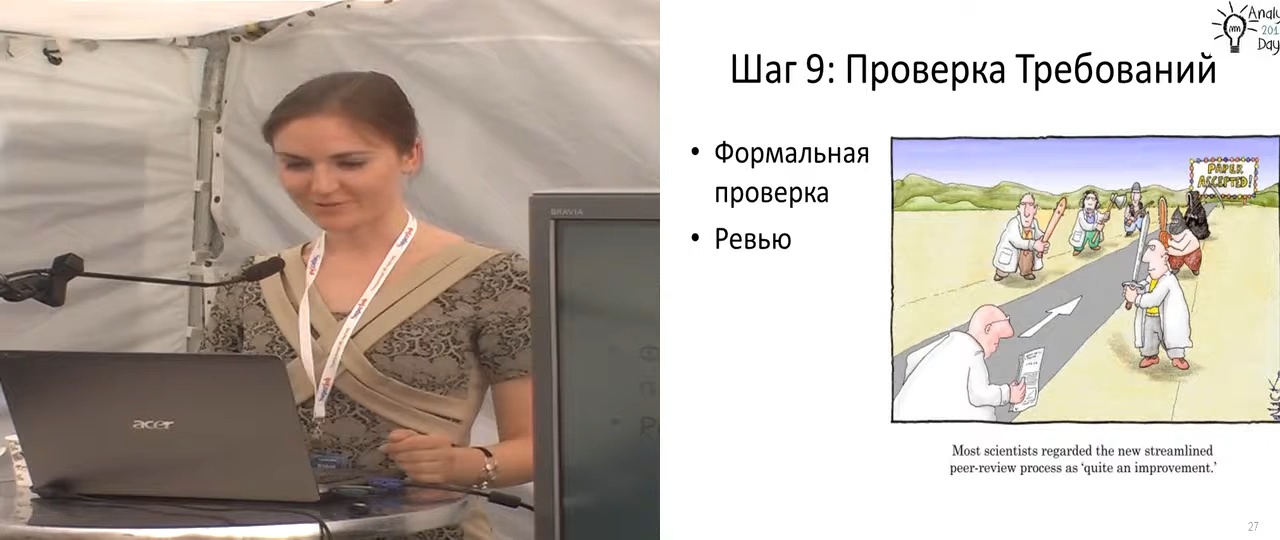 BRAVIA
acer
Шаг 9: Проверка Требований
• Формальная
проверка
• Ревью
PAPER
ACCEPTED!
Most scientists regarded the new streamlined
peer-review process as ‘quite an improvement.’
27